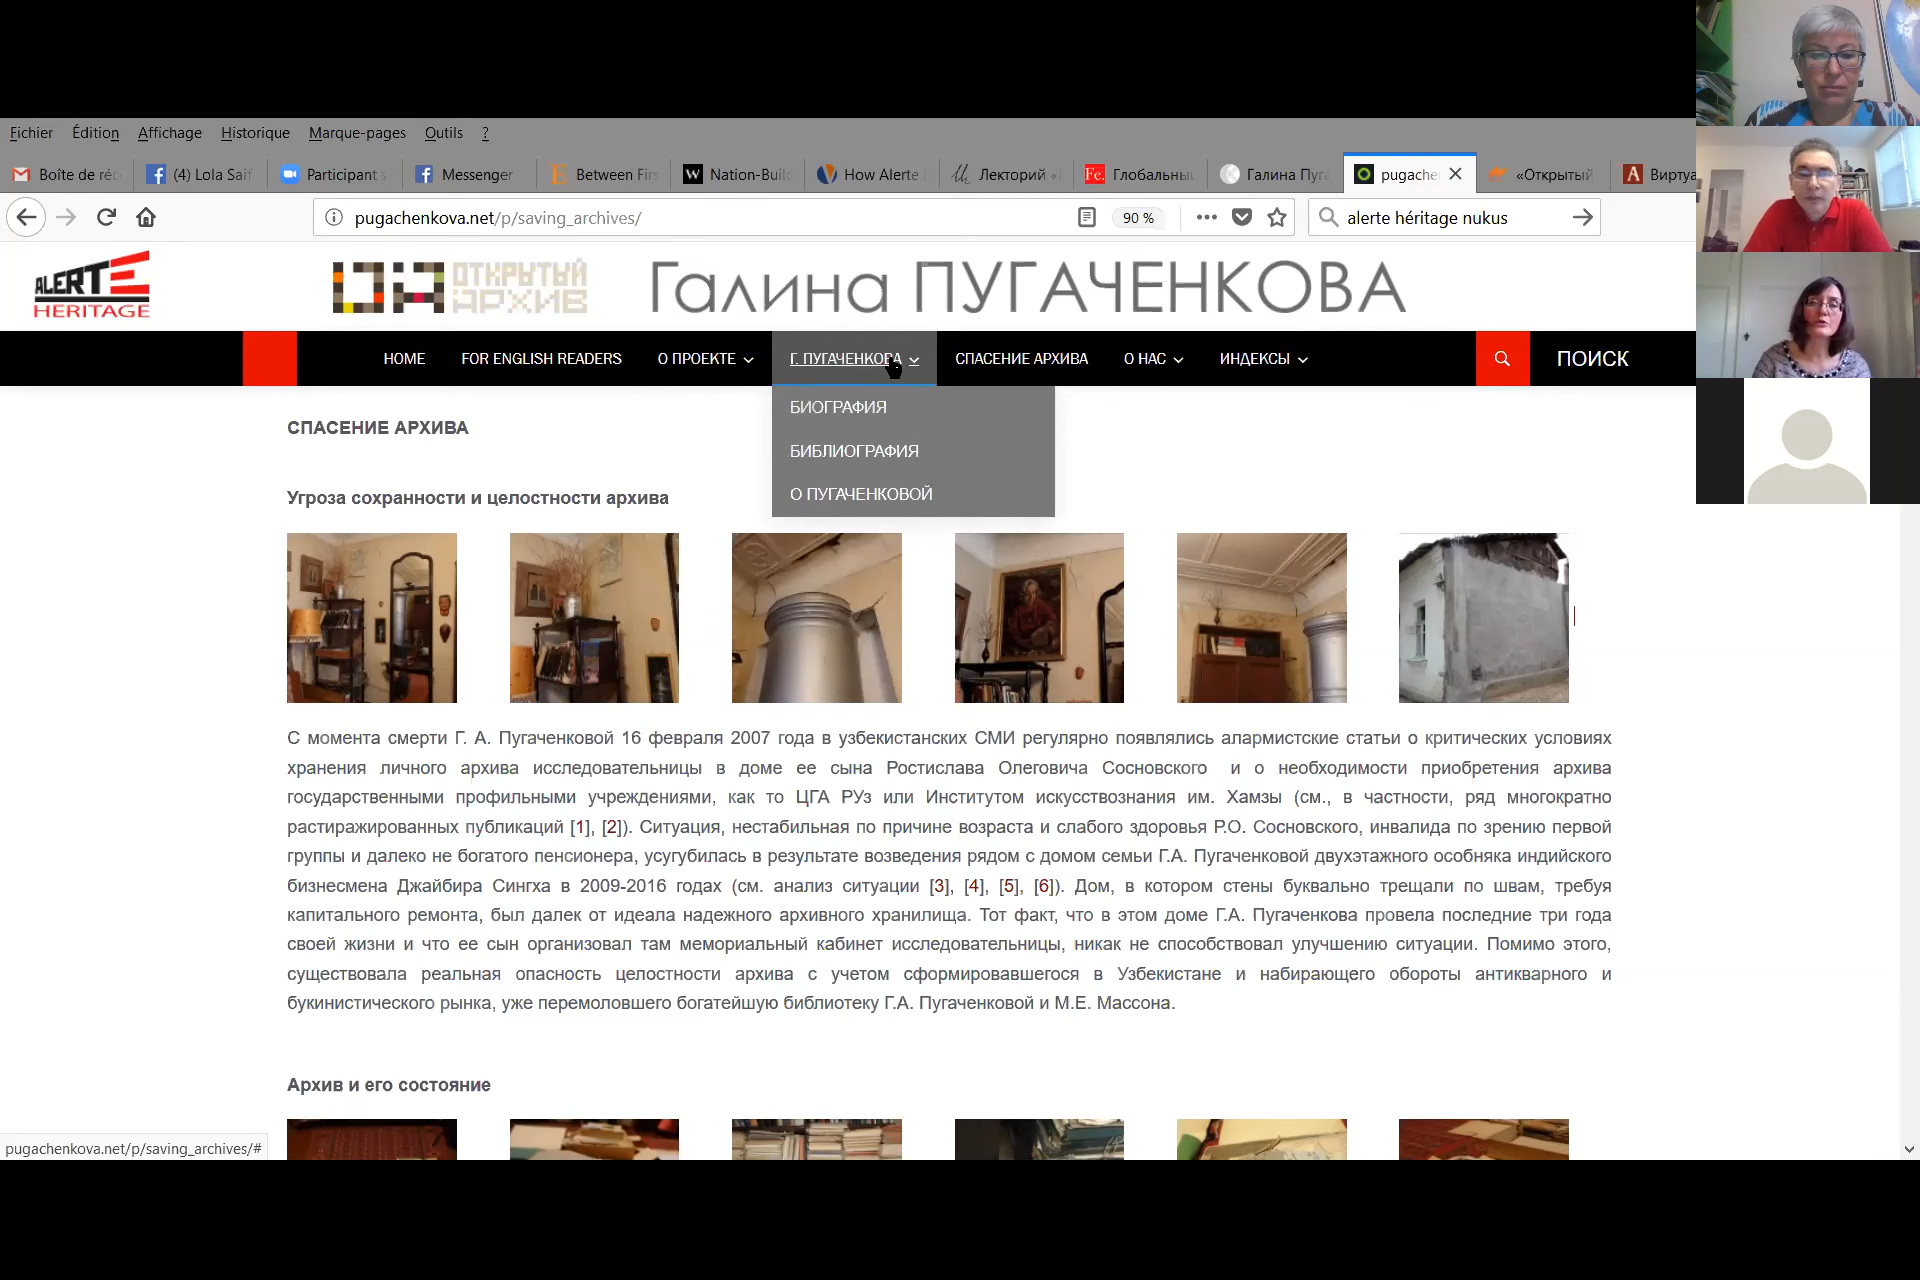 Fichier Édition Affichage Historique Marque-pages Outils ?
Boîte de réc (4) Lola Saif Participant s Messenger Between Firs Nation-Buil How Alerte Лекторий « Fc. Глобальны Галина Пуга pugache «Открытый A Виртуа
pugachenkova.net/p/saving_archives/ 90 % alerte héritage nukus
ALERTE
HERITAGE
ОТКРЫТЫЙ
АРХИВ
Галина ПУГАЧЕНКОВА
HOME FOR ENGLISH READERS О ПРОЕКТЕ Г. ПУГАЧЕНКОВА СПАСЕНИЕ АРХИВА О НАС ИНДЕКСЫ ПОИСК
БИОГРАФИЯ
БИБЛИОГРАФИЯ
О ПУГАЧЕНКОВОЙ
СПАСЕНИЕ АРХИВА
Угроза сохранности и целостности архива
С момента смерти Г. А. Пугаченковой 16 февраля 2007 года в узбекистанских СМИ регулярно появлялись алармистские статьи о критических условиях
хранения личного архива исследовательницы в доме ее сына Ростислава Олеговича Сосновского и о необходимости приобретения архива
государственными профильными учреждениями, как то ЦГА РУз или Институтом искусствознания им. Хамзы (см., в частности, ряд многократно
растиражированных публикаций [1], [2]). Ситуация, нестабильная по причине возраста и слабого здоровья Р.О. Сосновского, инвалида по зрению первой
группы и далеко не богатого пенсионера, усугубилась в результате возведения рядом с домом семьи Г.А. Пугаченковой двухэтажного особняка индийского
бизнесмена Джайбира Сингха в 2009-2016 годах (см. анализ ситуации [3], [4], [5], [6]). Дом, в котором стены буквально трещали по швам, требуя
капитального ремонта, был далек от идеала надежного архивного хранилища. Тот факт, что в этом доме Г.А. Пугаченкова провела последние три года
своей жизни и что ее сын организовал там мемориальный кабинет исследовательницы, никак не способствовал улучшению ситуации. Помимо этого,
существовала реальная опасность целостности архива с учетом сформировавшегося в Узбекистане и набирающего обороты антикварного и
букинистического рынка, уже перемоловшего богатейшую библиотеку Г.А. Пугаченковой и М.Е. Массона.
Архив и его состояние
pugachenkova.net/p/saving_archives/#